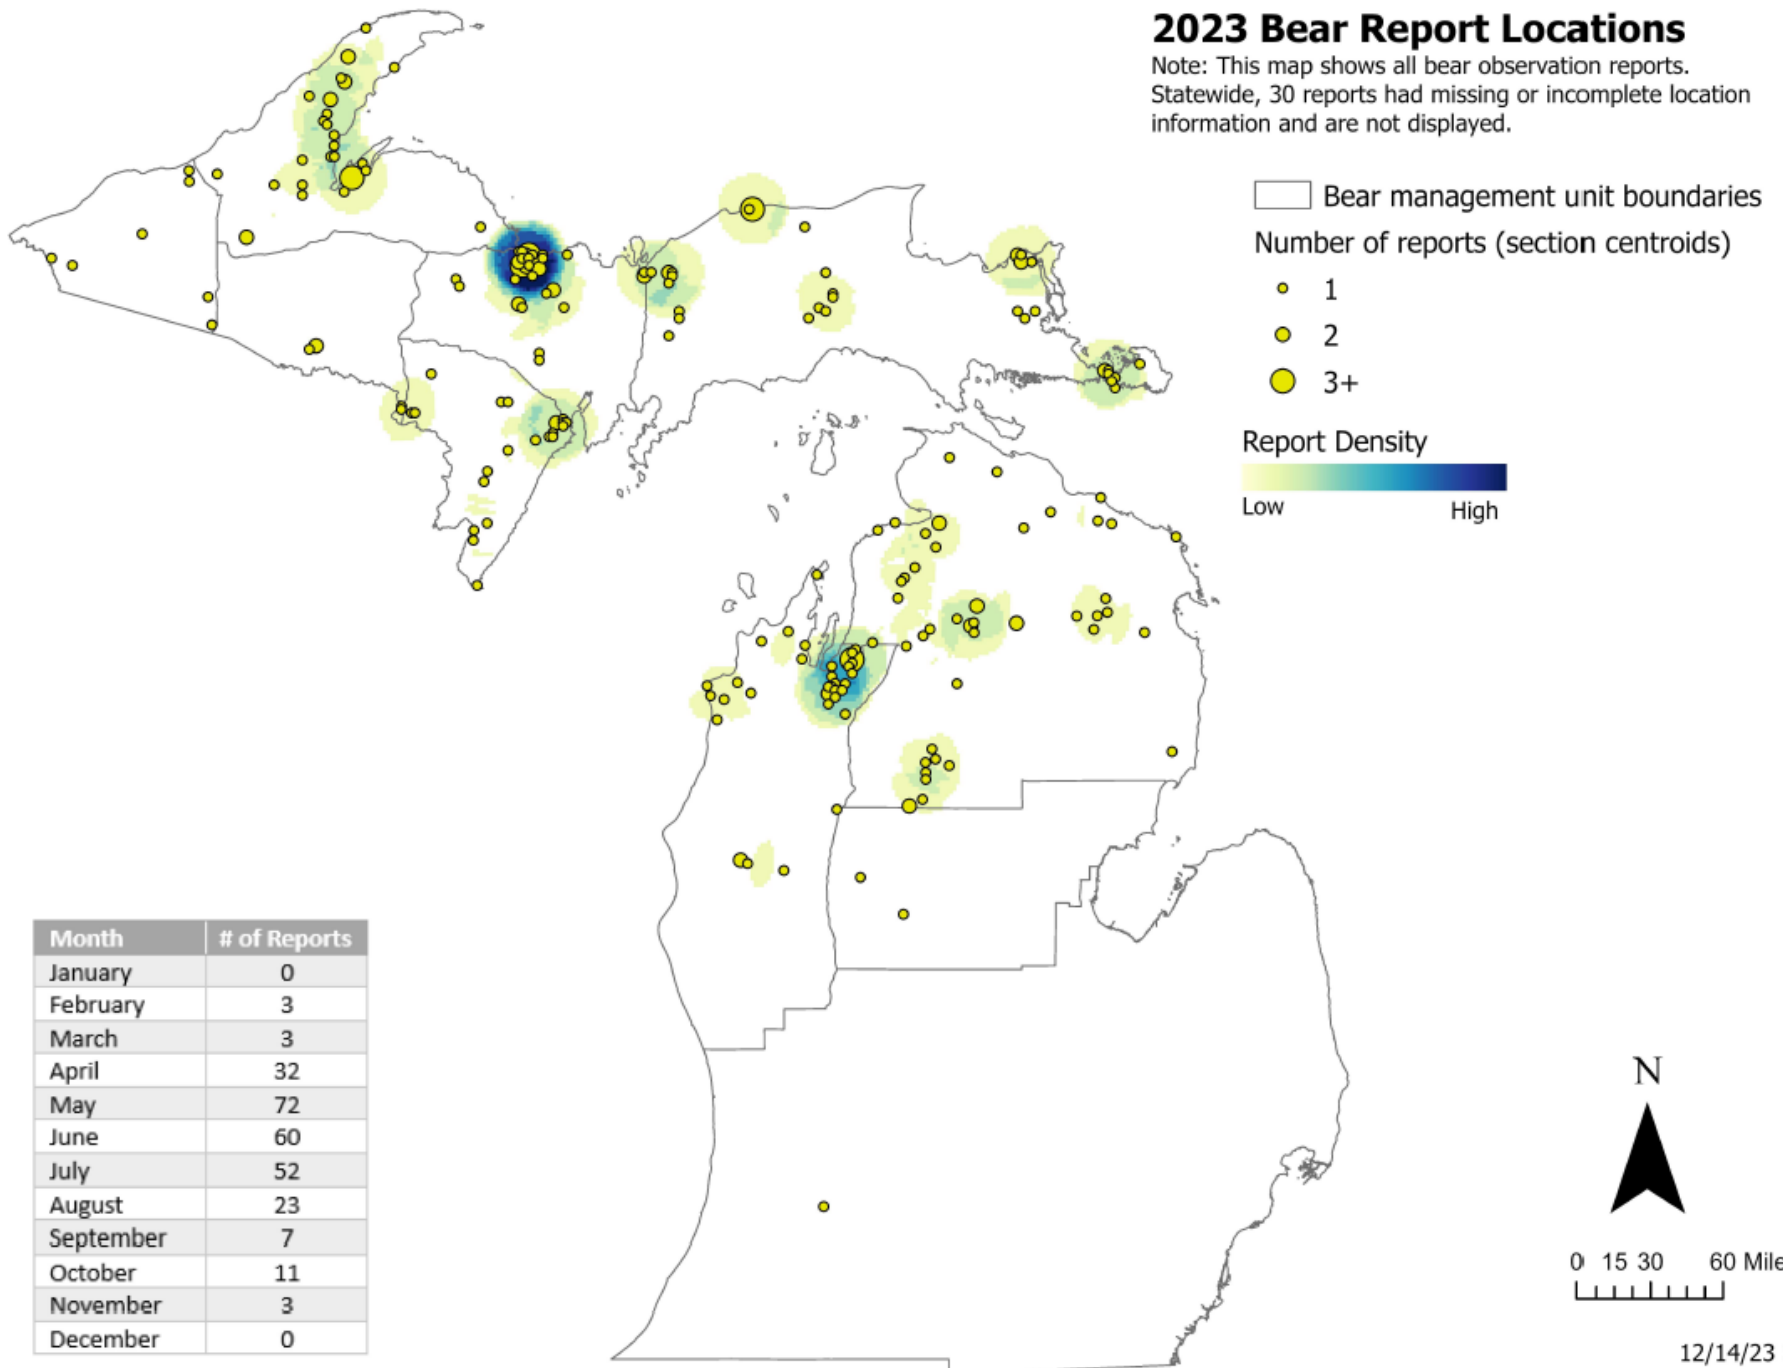 2023 Bear Report Locations
Note: This map shows all bear observation reports.
Statewide, 30 reports had missing or incomplete location
information and are not displayed.
Bear management unit boundaries
Number of reports (section centroids)
1
2
3+
Report Density
Low High
Month # of Reports
January 0
February 3
March 3
April 32
May 72
June 60
July 52
August 23
September 7
October 11
November 3
December 0
N
0 15 30 60 Mile
12/14/23